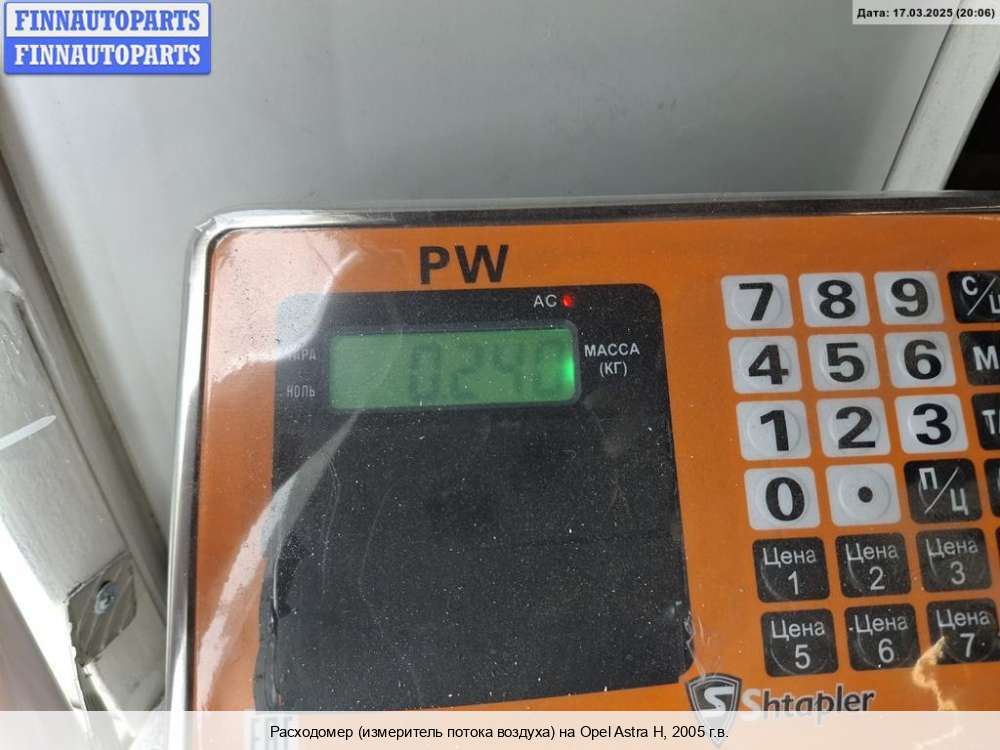 FINNAUTOPARTS
FINNAUTOPARTS
Дата: 17.03.2025 (20:06)
PW
AC
ТАРА
НОЛЬ
0.240
МАССА
(КГ)
7 8 9 С/
4 5 6
1 2 3
0 . П/Ц
Цена 1 Цена 2 Цена 3
Цена 5 Цена 6 Цена 7
Shtapler
EAC
Расходомер (измеритель потока воздуха) на Opel Astra H, 2005 г.в.